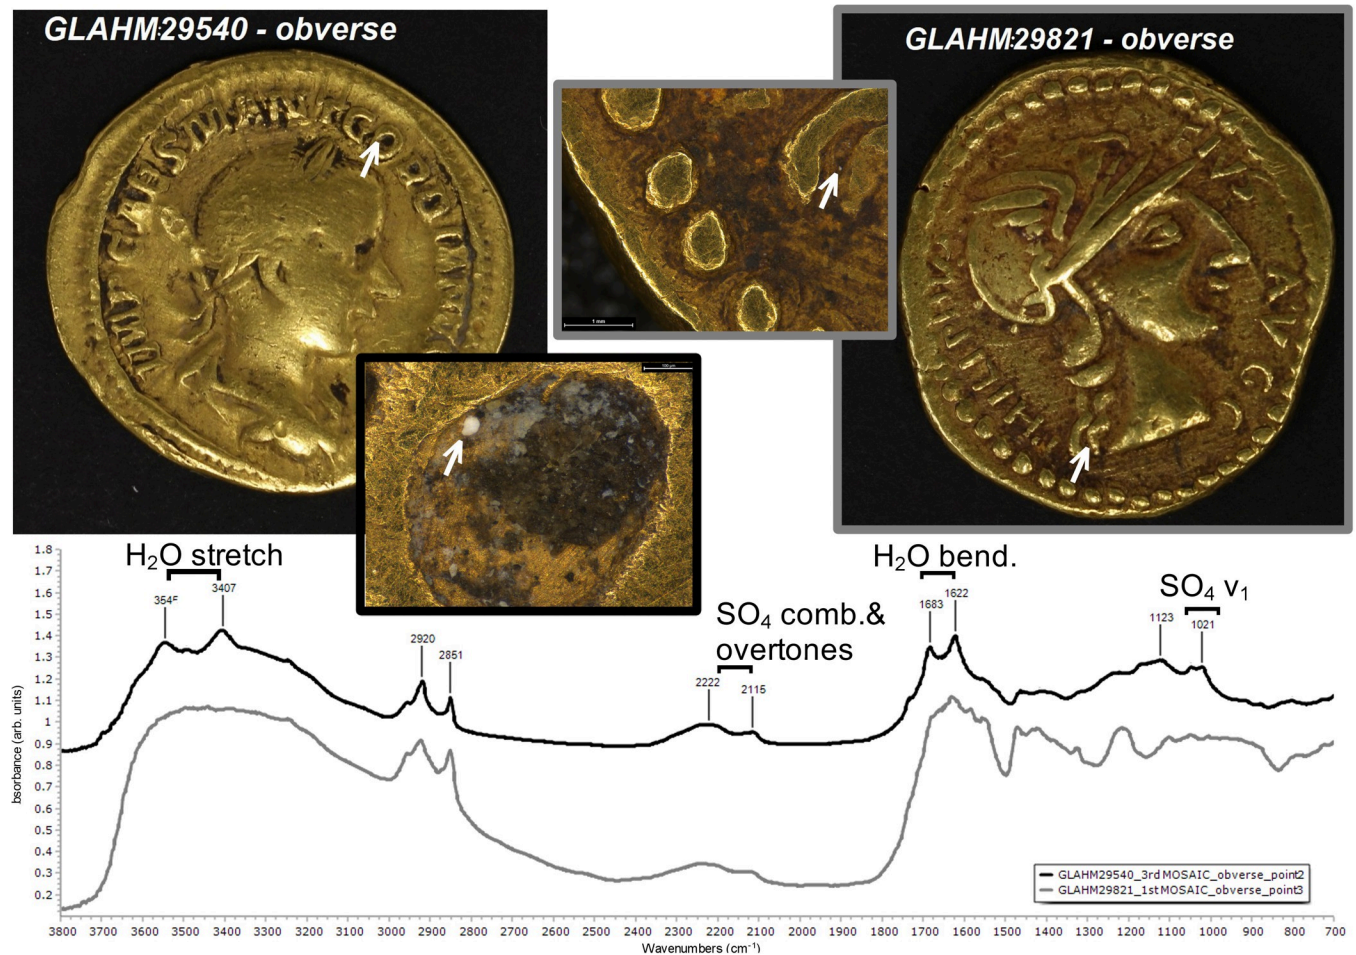 GLAHM:29540 - obverse
GLAHM:29821 - obverse
IMP CAES
1 mm
100 µm
H₂O stretch
3407
2920
2851
SO₄ comb.&
overtones
2222
2115
H₂O bend.
1683
1622
SO₄ v₁
1123
1021
bsorbance (arb. units)
1.8
1.7
1.6
1.5
1.4
1.3
1.2
1.1
1
0.9
0.8
0.7
0.6
0.5
0.4
0.3
0.2
GLAHM29540_3rd MOSAIC_obverse_point2
GLAHM29821_1st MOSAIC_obverse_point3
3800 3700 3600 3500 3400 3300 3200 3100 3000 2900 2800 2700 2600 2500 2400 2300 2200 2100 2000 1900 1800 1700 1600 1500 1400 1300 1200 1100 1000 900 800 700
Wavenumbers (cm⁻¹)